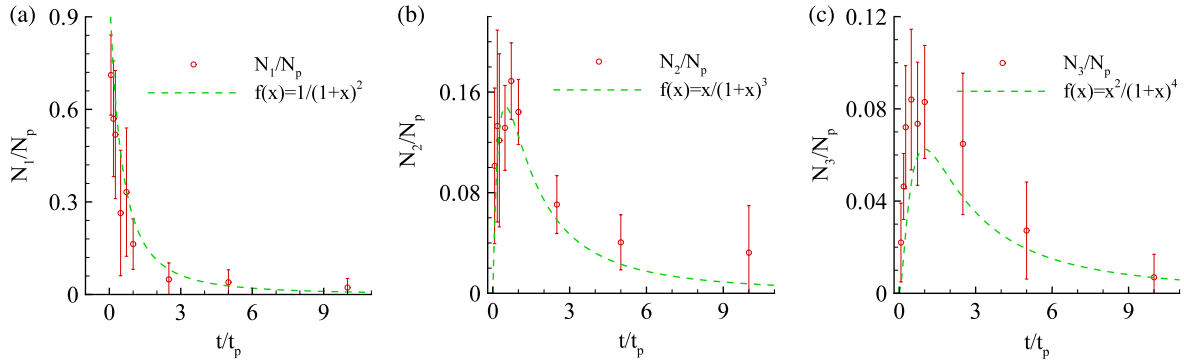 (a)
0.9
0.6
0.3
0
N1/Np
N1/Np
f(x)=1/(1+x)²
0 3 6 9
t/tp
(b)
0.16
0.08
0
N2/Np
N2/Np
f(x)=x/(1+x)³
0 3 6 9
t/tp
(c)
0.12
0.08
0.04
0
N3/Np
N3/Np
f(x)=x²/(1+x)⁴
0 3 6 9
t/tp